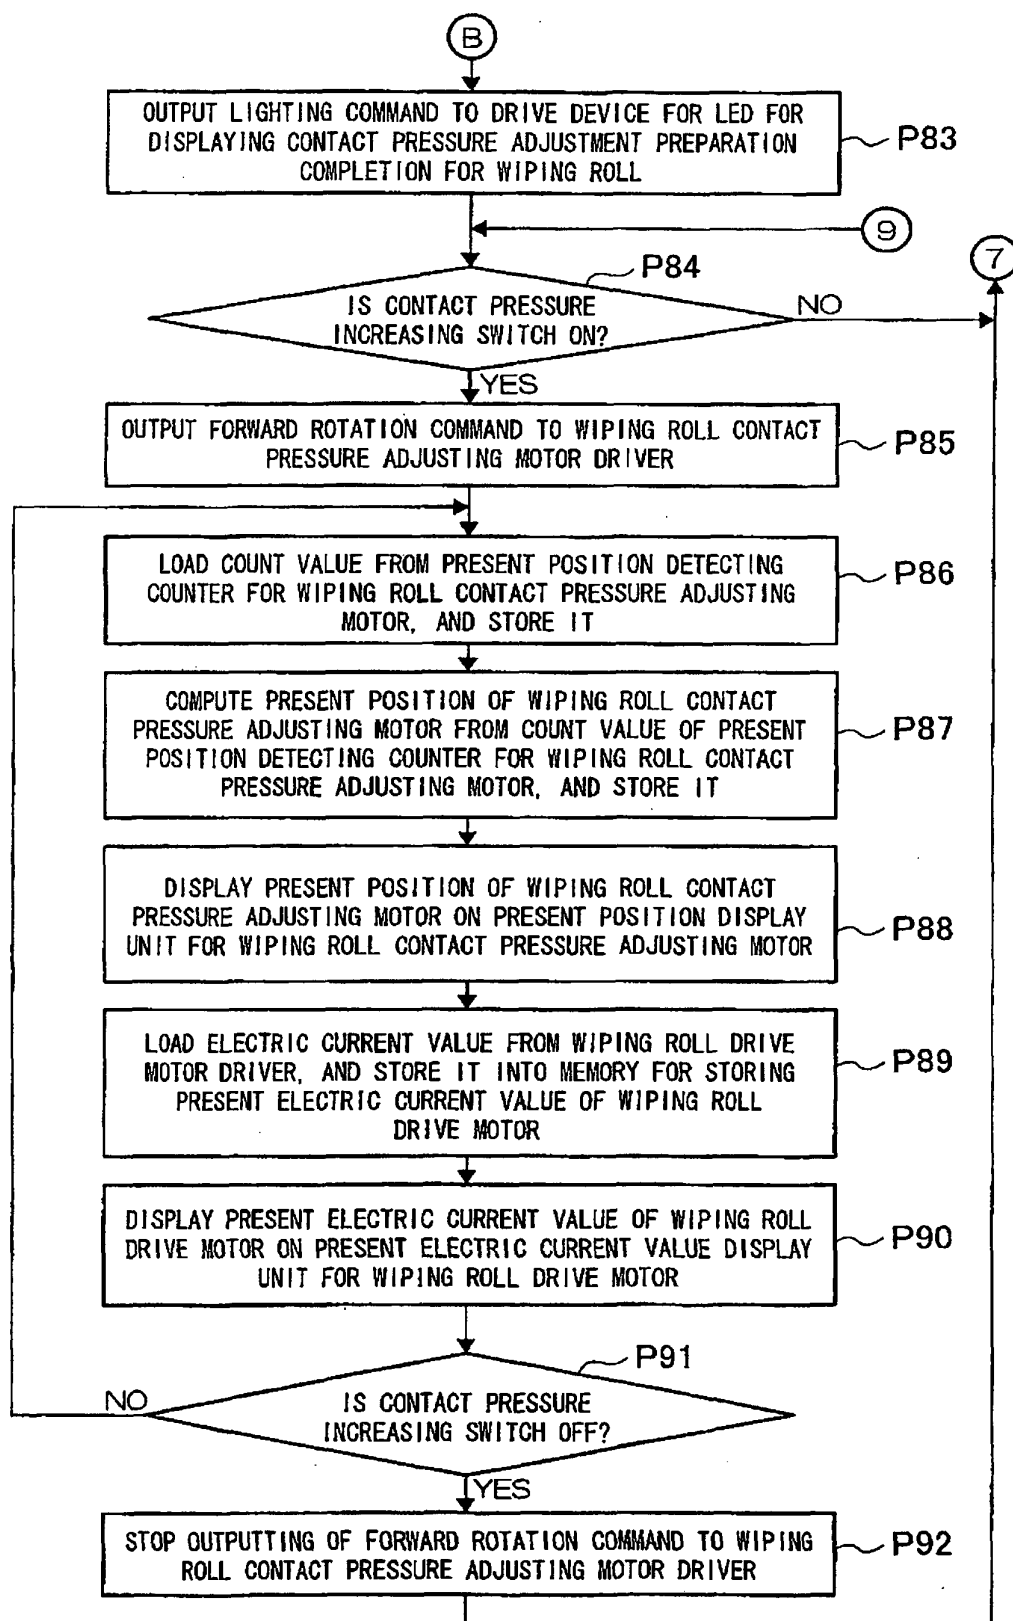 B
OUTPUT LIGHTING COMMAND TO DRIVE DEVICE FOR LED FOR
DISPLAYING CONTACT PRESSURE ADJUSTMENT PREPARATION
COMPLETION FOR WIPING ROLL
P83
9
7
P84
IS CONTACT PRESSURE
INCREASING SWITCH ON?
NO
YES
OUTPUT FORWARD ROTATION COMMAND TO WIPING ROLL CONTACT
PRESSURE ADJUSTING MOTOR DRIVER
P85
LOAD COUNT VALUE FROM PRESENT POSITION DETECTING
COUNTER FOR WIPING ROLL CONTACT PRESSURE ADJUSTING
MOTOR, AND STORE IT
P86
COMPUTE PRESENT POSITION OF WIPING ROLL CONTACT
PRESSURE ADJUSTING MOTOR FROM COUNT VALUE OF PRESENT
POSITION DETECTING COUNTER FOR WIPING ROLL CONTACT
PRESSURE ADJUSTING MOTOR, AND STORE IT
P87
DISPLAY PRESENT POSITION OF WIPING ROLL CONTACT
PRESSURE ADJUSTING MOTOR ON PRESENT POSITION DISPLAY
UNIT FOR WIPING ROLL CONTACT PRESSURE ADJUSTING MOTOR
P88
LOAD ELECTRIC CURRENT VALUE FROM WIPING ROLL DRIVE
MOTOR DRIVER, AND STORE IT INTO MEMORY FOR STORING
PRESENT ELECTRIC CURRENT VALUE OF WIPING ROLL
DRIVE MOTOR
P89
DISPLAY PRESENT ELECTRIC CURRENT VALUE OF WIPING ROLL
DRIVE MOTOR ON PRESENT ELECTRIC CURRENT VALUE DISPLAY
UNIT FOR WIPING ROLL DRIVE MOTOR
P90
P91
NO
IS CONTACT PRESSURE
INCREASING SWITCH OFF?
YES
STOP OUTPUTTING OF FORWARD ROTATION COMMAND TO WIPING
ROLL CONTACT PRESSURE ADJUSTING MOTOR DRIVER
P92